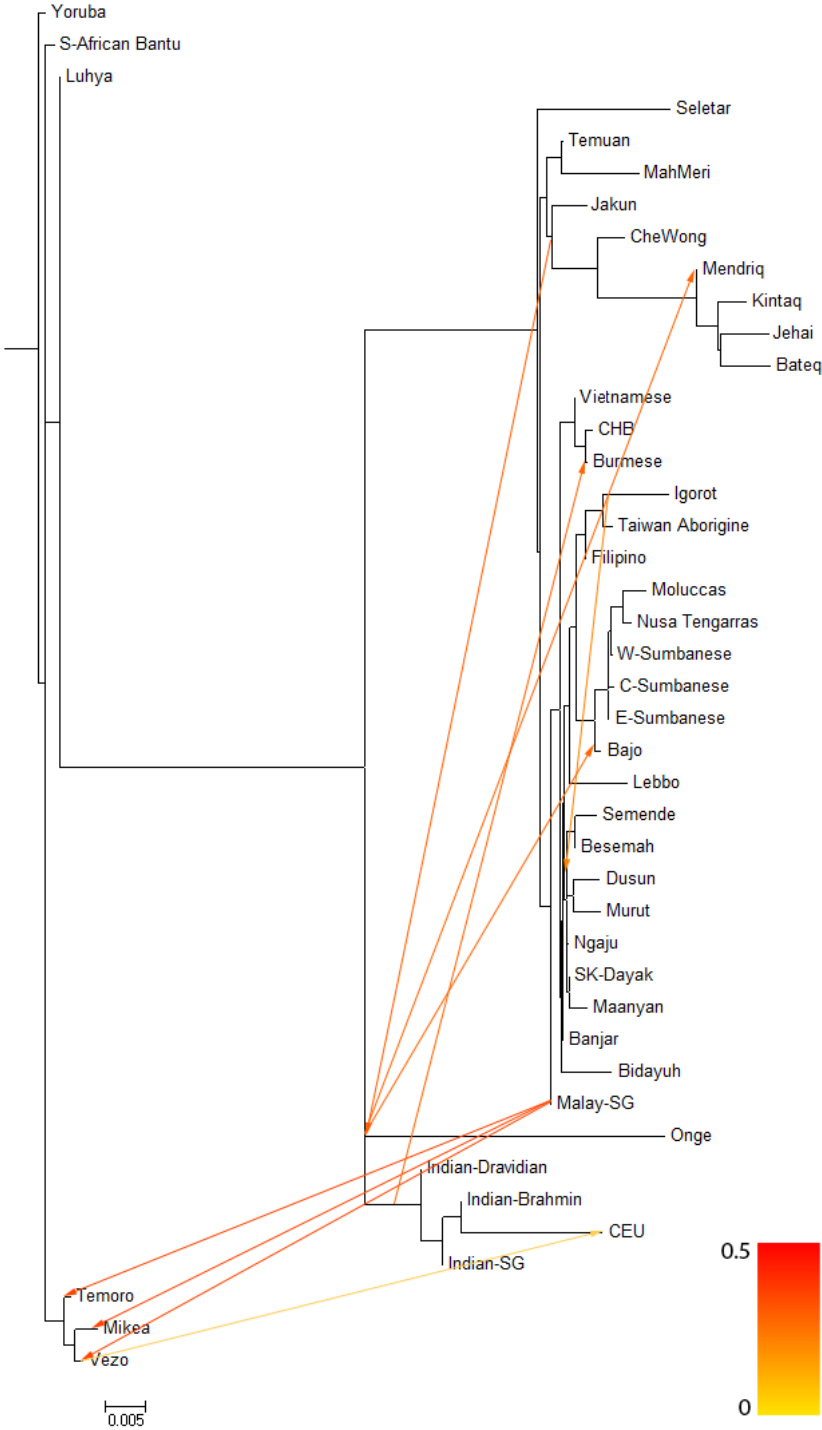 Yoruba
S-African Bantu
Luhya
Seletar
Temuan
MahMeri
Jakun
CheWong
Mendriq
Kintaq
Jehai
Bateq
Vietnamese
CHB
Burmese
Igorot
Taiwan Aborigine
Filipino
Moluccas
Nusa Tengarras
W-Sumbanese
C-Sumbanese
E-Sumbanese
Bajo
Lebbo
Semende
Besemah
Dusun
Murut
Ngaju
SK-Dayak
Maanyan
Banjar
Bidayuh
Malay-SG
Onge
Indian-Dravidian
Indian-Brahmin
CEU
Indian-SG
0.5
Temoro
Mikea
Vezo
0
0.005